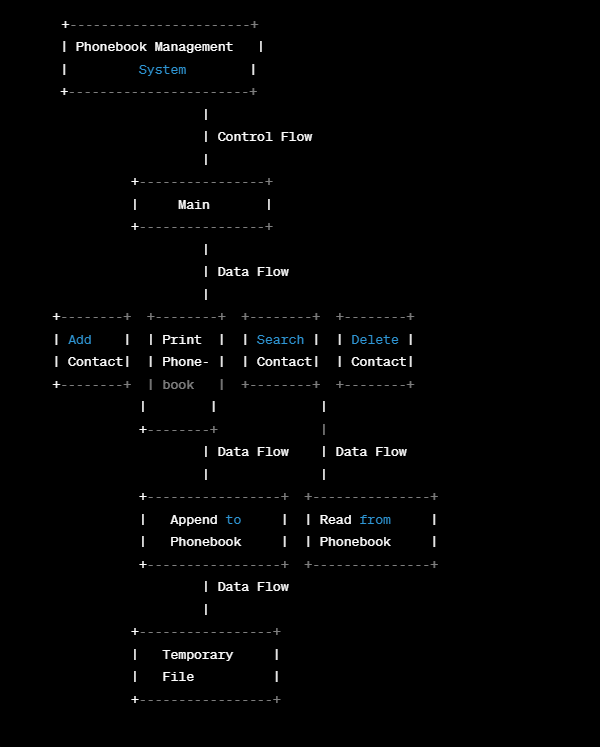 +-----------------------+
| Phonebook Management   |
|         System        |
+-----------------------+
                  |
                  | Control Flow
                  |
         +----------------+
         |     Main       |
         +----------------+
                  |
                  | Data Flow
                  |
+--------+  +--------+  +--------+  +--------+
| Add    |  | Print  |  | Search |  | Delete |
| Contact|  | Phone- |  | Contact|  | Contact|
+--------+  | book   |  +--------+  +--------+
           |        |             |
           +--------+             |
                   | Data Flow    | Data Flow
                   |              |
           +-----------------+  +---------------+
           |   Append to     |  | Read from     |
           |   Phonebook     |  | Phonebook     |
           +-----------------+  +---------------+
                   | Data Flow
                   |
          +-----------------+
          |   Temporary     |
          |   File          |
          +-----------------+